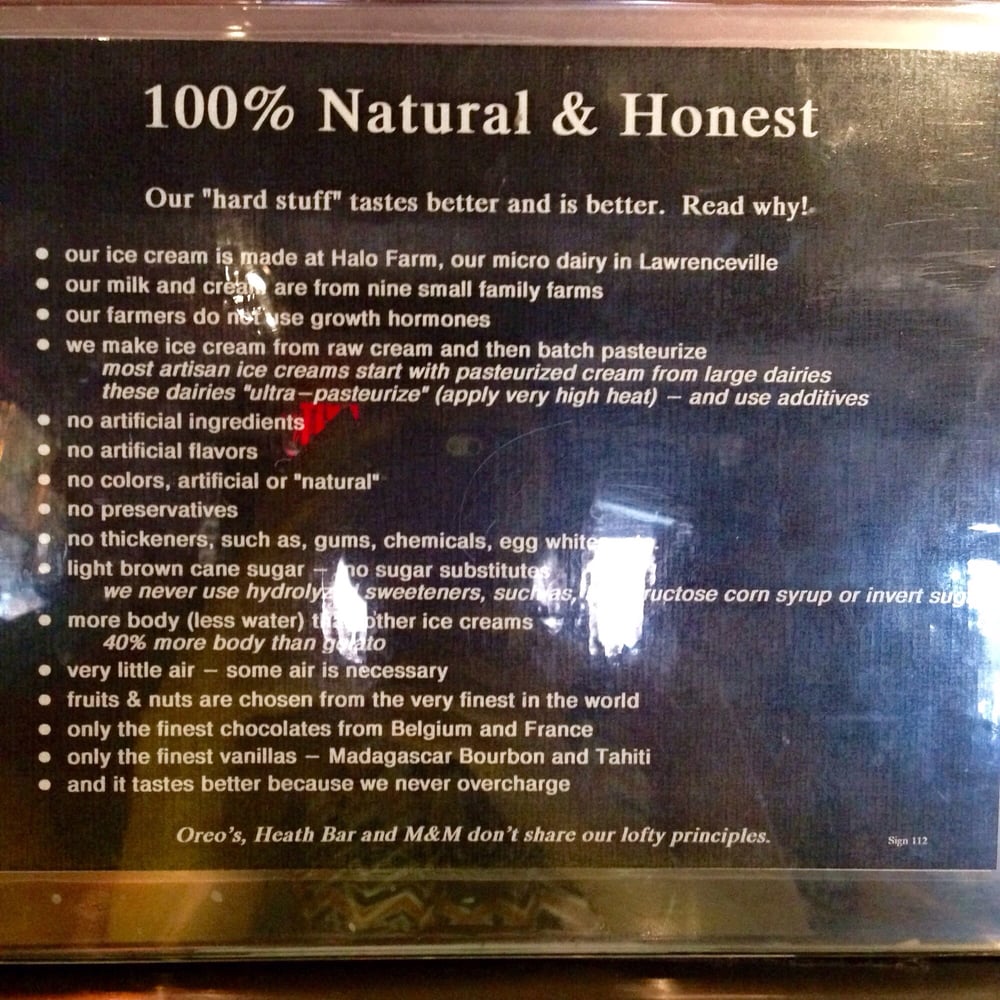 100% Natural & Honest
Our "hard stuff" tastes better and is better. Read why!
• our ice cream is made at Halo Farm, our micro dairy in Lawrenceville
• our milk and cream are from nine small family farms
• our farmers do not use growth hormones
• we make ice cream from raw cream and then batch pasteurize
most artisan ice creams start with pasteurized cream from large dairies
these dairies "ultra-pasteurize" (apply very high heat) – and use additives
• no artificial ingredients
• no artificial flavors
• no colors, artificial or "natural"
• no preservatives
• no thickeners, such as, gums, chemicals, egg white
• light brown cane sugar – no sugar substitutes
we never use sweeteners, such as, corn syrup or invert
• more body (less water) than other ice creams
40% more body than gelato
• very little air – some air is necessary
• fruits & nuts are chosen from the very finest in the world
• only the finest chocolates from Belgium and France
• only the finest vanillas – Madagascar Bourbon and Tahiti
• and it tastes better because we never overcharge
Oreo's, Heath Bar and M&M don't share our lofty principles.
Sign 112